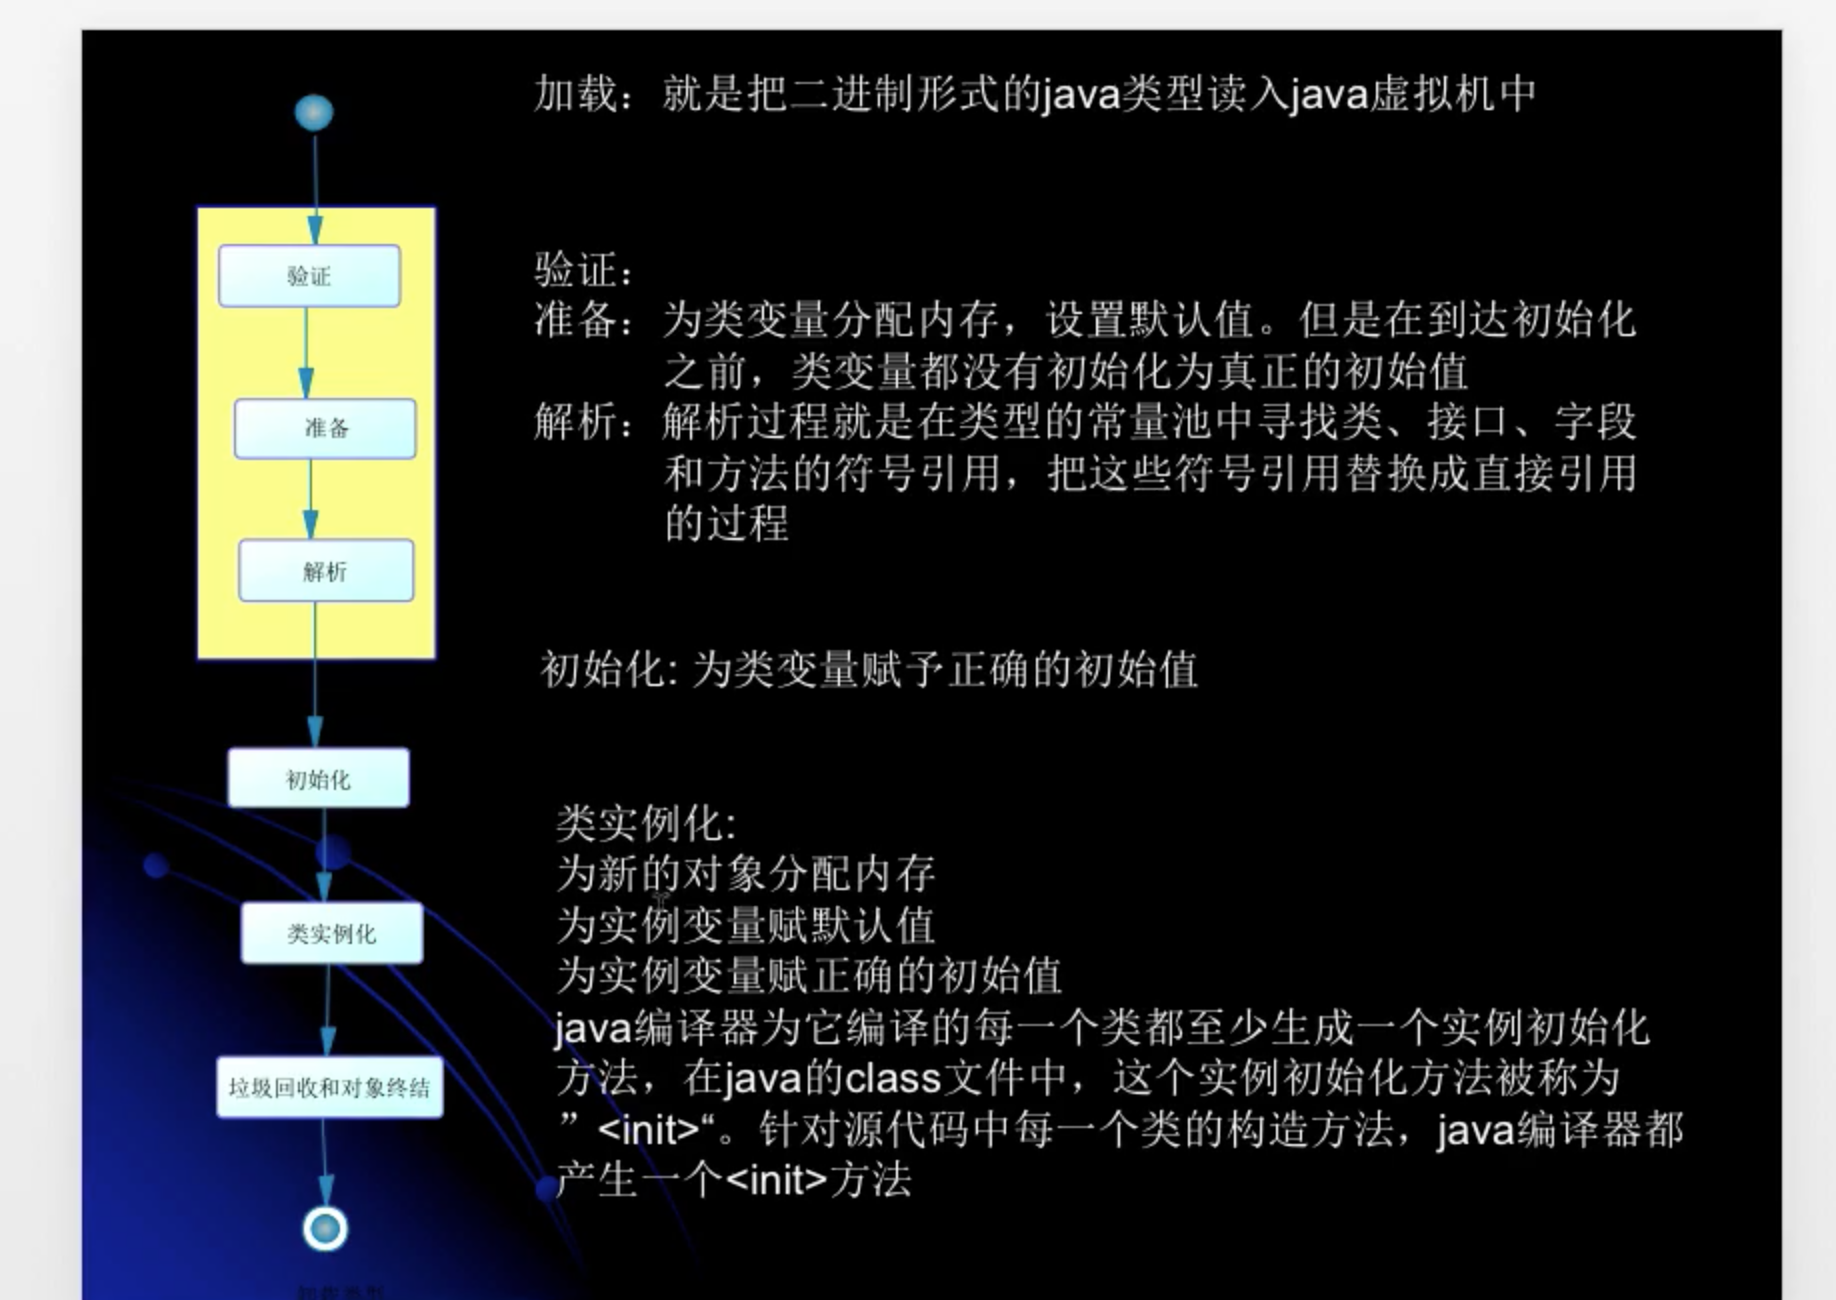 加载：就是把二进制形式的java类型读入java虚拟机中
验证
准备
解析
初始化
类实例化
垃圾回收和对象终结
验证：
准备：为类变量分配内存，设置默认值。但是在到达初始化
之前，类变量都没有初始化为真正的初始值
解析：解析过程就是在类型的常量池中寻找类、接口、字段
和方法的符号引用，把这些符号引用替换成直接引用
的过程
初始化: 为类变量赋予正确的初始值
类实例化:
为新的对象分配内存
为实例变量赋默认值
为实例变量赋正确的初始值
java编译器为它编译的每一个类都至少生成一个实例初始化
方法，在java的class文件中，这个实例初始化方法被称为
”<init>“。针对源代码中每一个类的构造方法，java编译器都
产生一个<init>方法